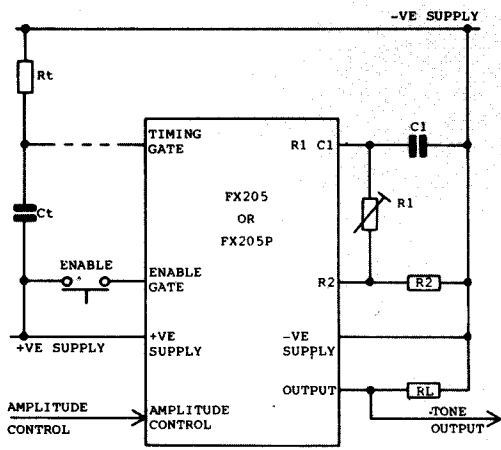 -VE SUPPLY
Rt
TIMING
GATE
R1 C1
C1
FX205
OR
FX205P
R1
Ct
ENABLE
ENABLE
GATE
R2
R2
+VE SUPPLY
+VE
SUPPLY
-VE
SUPPLY
OUTPUT
RL
AMPLITUDE
CONTROL
AMPLITUDE
CONTROL
TONE
OUTPUT